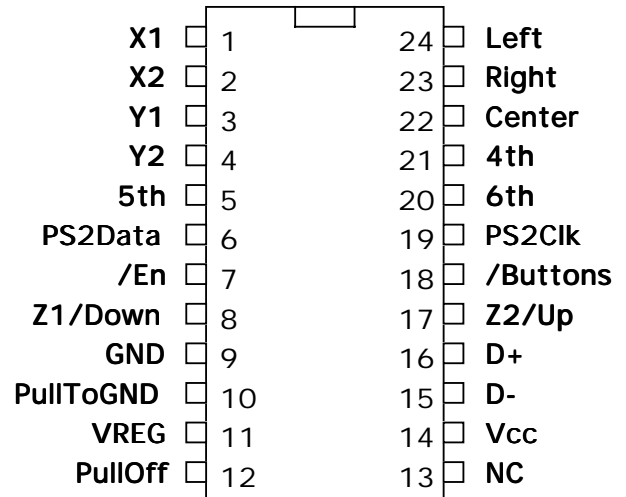 X1 1 24 Left
X2 2 23 Right
Y1 3 22 Center
Y2 4 21 4th
5th 5 20 6th
PS2Data 6 19 PS2Clk
/En 7 18 /Buttons
Z1/Down 8 17 Z2/Up
GND 9 16 D+
PullToGND 10 15 D-
VREG 11 14 Vcc
PullOff 12 13 NC